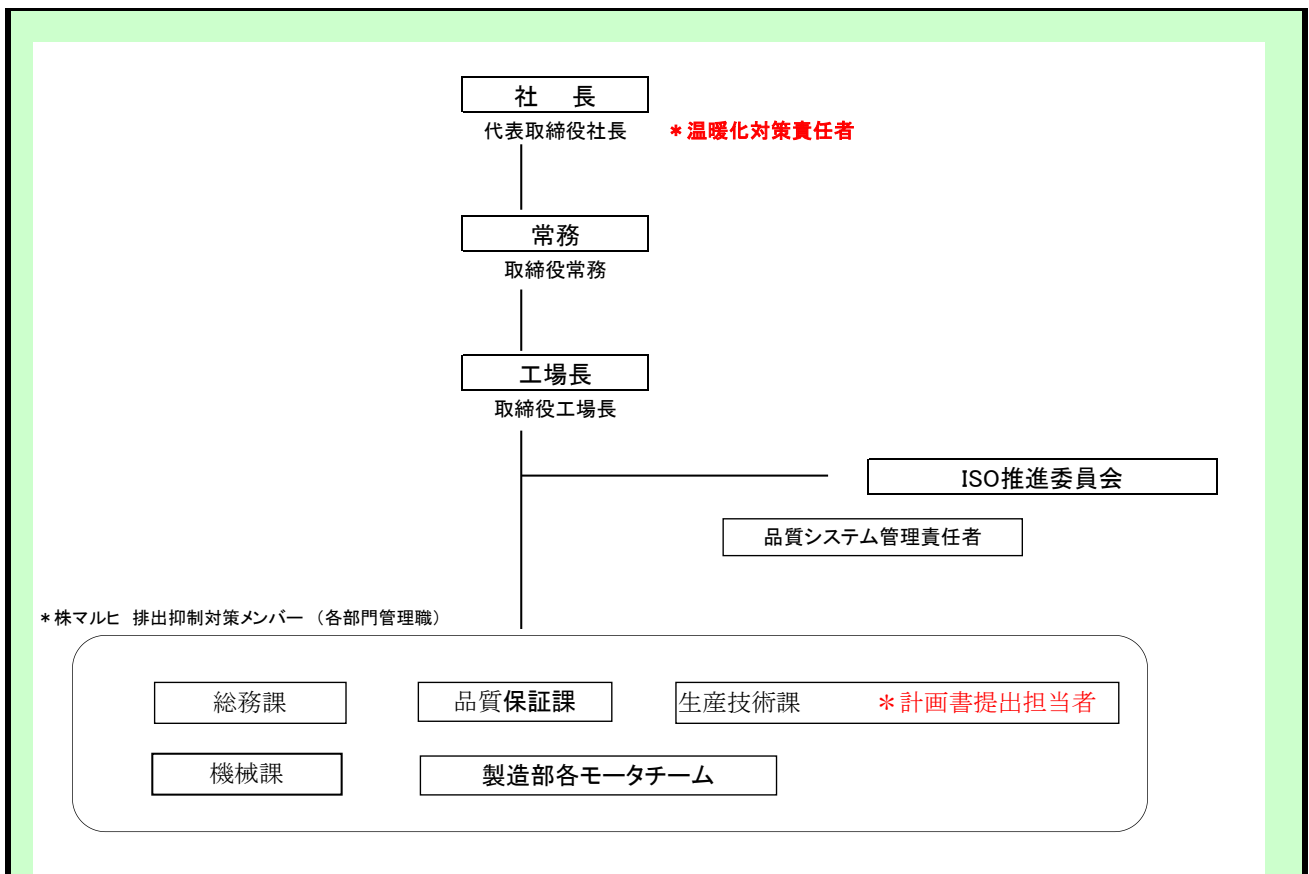 社　長
代表取締役社長　＊温暖化対策責任者
常務
取締役常務
工場長
取締役工場長
ISO推進委員会
品質システム管理責任者
＊株マルヒ　排出抑制対策メンバー　（各部門管理職）
総務課　品質保証課　生産技術課　＊計画書提出担当者
機械課　製造部各モータチーム